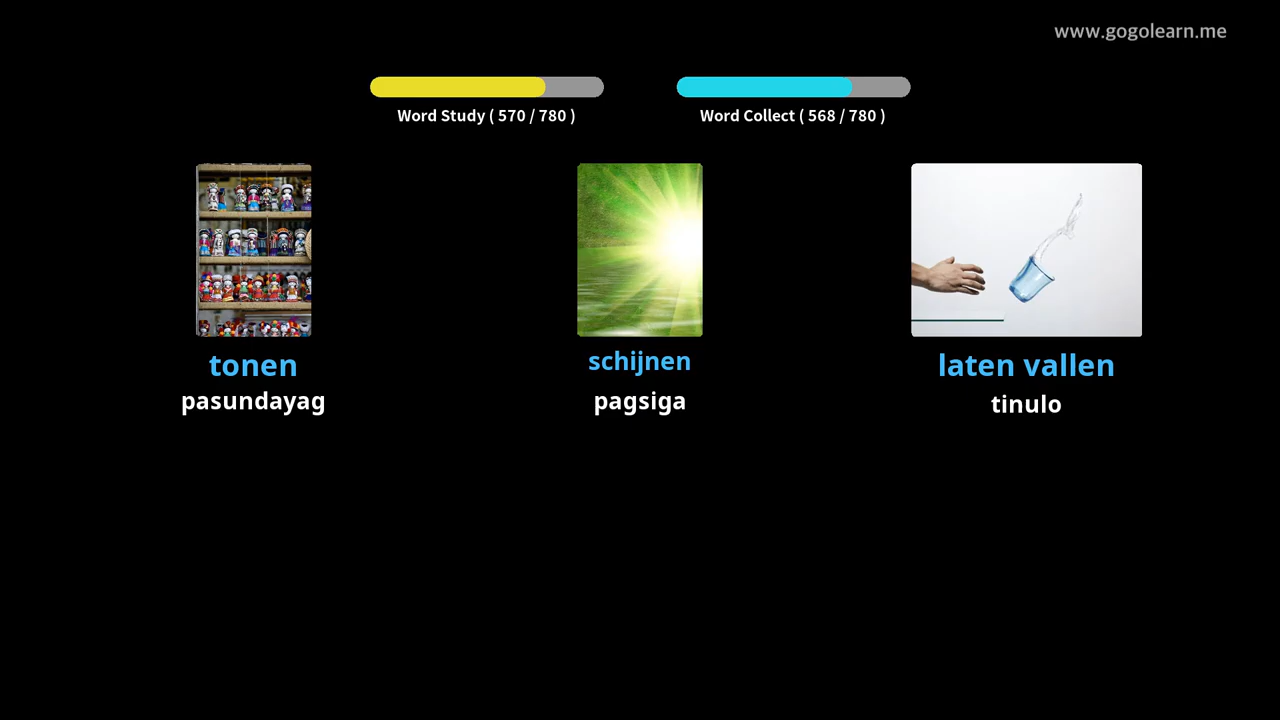 www.gogolearn.me
Word Study ( 570 / 780 )
Word Collect ( 568 / 780 )
tonen
pasundayag
schijnen
pagsiga
laten vallen
tinulo